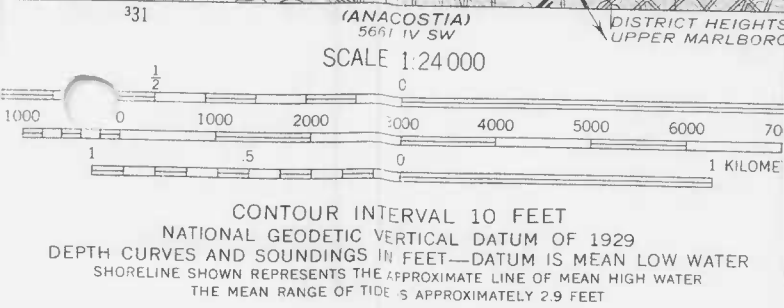 331
(ANACOSTIA)
5661 IV SW
DISTRICT HEIGHTS
UPPER MARLBORO
SCALE 1:24 000
1/2 0
1000 0 1000 2000 3000 4000 5000 6000 70
1 .5 0 1 KILOME
CONTOUR INTERVAL 10 FEET
NATIONAL GEODETIC VERTICAL DATUM OF 1929
DEPTH CURVES AND SOUNDINGS IN FEET—DATUM IS MEAN LOW WATER
SHORELINE SHOWN REPRESENTS THE APPROXIMATE LINE OF MEAN HIGH WATER
THE MEAN RANGE OF TIDE IS APPROXIMATELY 2.9 FEET